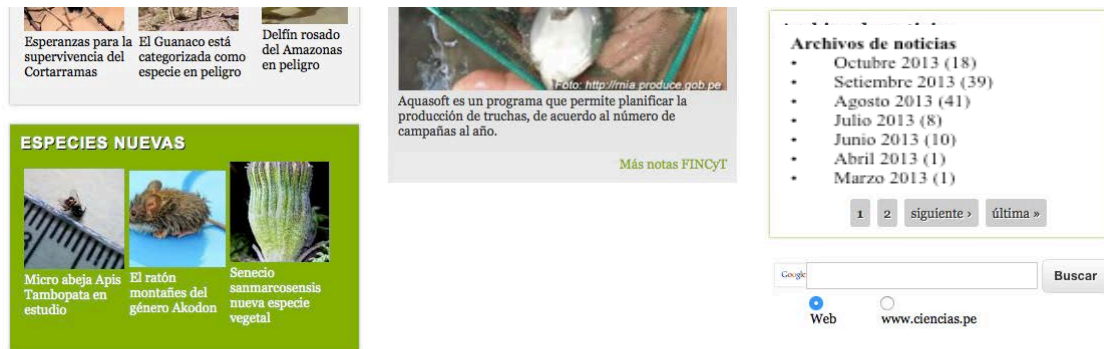 Esperanzas para la
supervivencia del
Cortarramas
El Guanaco está
categorizada como
especie en peligro
Delfín rosado
del Amazonas
en peligro
ESPECIES NUEVAS
Micro abeja Apis
Tambopata en
estudio
El ratón
montañes del
género Akodon
Senecio
sanmarcosensis
nueva especie
vegetal
Foto: http://rnia.produce.gob.pe
Aquasoft es un programa que permite planificar la
producción de truchas, de acuerdo al número de
campañas al año.
Más notas FINCyT
Archivos de noticias
• Octubre 2013 (18)
• Setiembre 2013 (39)
• Agosto 2013 (41)
• Julio 2013 (8)
• Junio 2013 (10)
• Abril 2013 (1)
• Marzo 2013 (1)
1 2 siguiente › última »
Google Buscar
Web www.ciencias.pe